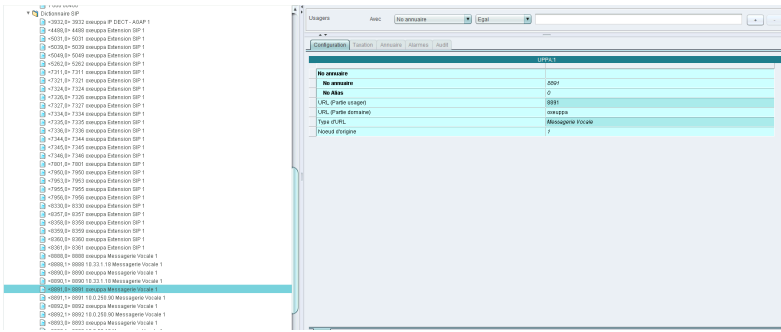 Dictionnaire SIP
<3932,0> 3932 oxeuppa IP DECT - AGAP 1
<4488,0> 4488 oxeuppa Extension SIP 1
<5031,0> 5031 oxeuppa Extension SIP 1
<5039,0> 5039 oxeuppa Extension SIP 1
<5049,0> 5049 oxeuppa Extension SIP 1
<5262,0> 5262 oxeuppa Extension SIP 1
<7311,0> 7311 oxeuppa Extension SIP 1
<7321,0> 7321 oxeuppa Extension SIP 1
<7324,0> 7324 oxeuppa Extension SIP 1
<7326,0> 7326 oxeuppa Extension SIP 1
<7327,0> 7327 oxeuppa Extension SIP 1
<7334,0> 7334 oxeuppa Extension SIP 1
<7335,0> 7335 oxeuppa Extension SIP 1
<7336,0> 7336 oxeuppa Extension SIP 1
<7344,0> 7344 oxeuppa Extension SIP 1
<7345,0> 7345 oxeuppa Extension SIP 1
<7346,0> 7346 oxeuppa Extension SIP 1
<7801,0> 7801 oxeuppa Extension SIP 1
<7950,0> 7950 oxeuppa Extension SIP 1
<7953,0> 7953 oxeuppa Extension SIP 1
<7955,0> 7955 oxeuppa Extension SIP 1
<7956,0> 7956 oxeuppa Extension SIP 1
<8330,0> 8330 oxeuppa Extension SIP 1
<8357,0> 8357 oxeuppa Extension SIP 1
<8358,0> 8358 oxeuppa Extension SIP 1
<8359,0> 8359 oxeuppa Extension SIP 1
<8360,0> 8360 oxeuppa Extension SIP 1
<8361,0> 8361 oxeuppa Extension SIP 1
<8888,0> 8888 oxeuppa Messagerie Vocale 1
<8888,1> 8888 10.33.1.19 Messagerie Vocale 1
<8890,0> 8890 oxeuppa Messagerie Vocale 1
<8890,1> 8890 10.33.1.19 Messagerie Vocale 1
<8891,0> 8891 oxeuppa Messagerie Vocale 1
<8891,1> 8891 10.0.250.90 Messagerie Vocale 1
<8892,0> 8892 oxeuppa Messagerie Vocale 1
<8892,1> 8892 10.0.250.90 Messagerie Vocale 1
<8893,0> 8893 oxeuppa Messagerie Vocale 1
Usagers Avec No annuaire Egal + ...
Configuration Taxation Annuaire Alarmes Audit
UPPA:1
No annuaire
No annuaire 8891
No Alias 0
URL (Partie usager) 8891
URL (Partie domaine) oxeuppa
Type d'URL Messagerie Vocale
Noeud d'origine 1